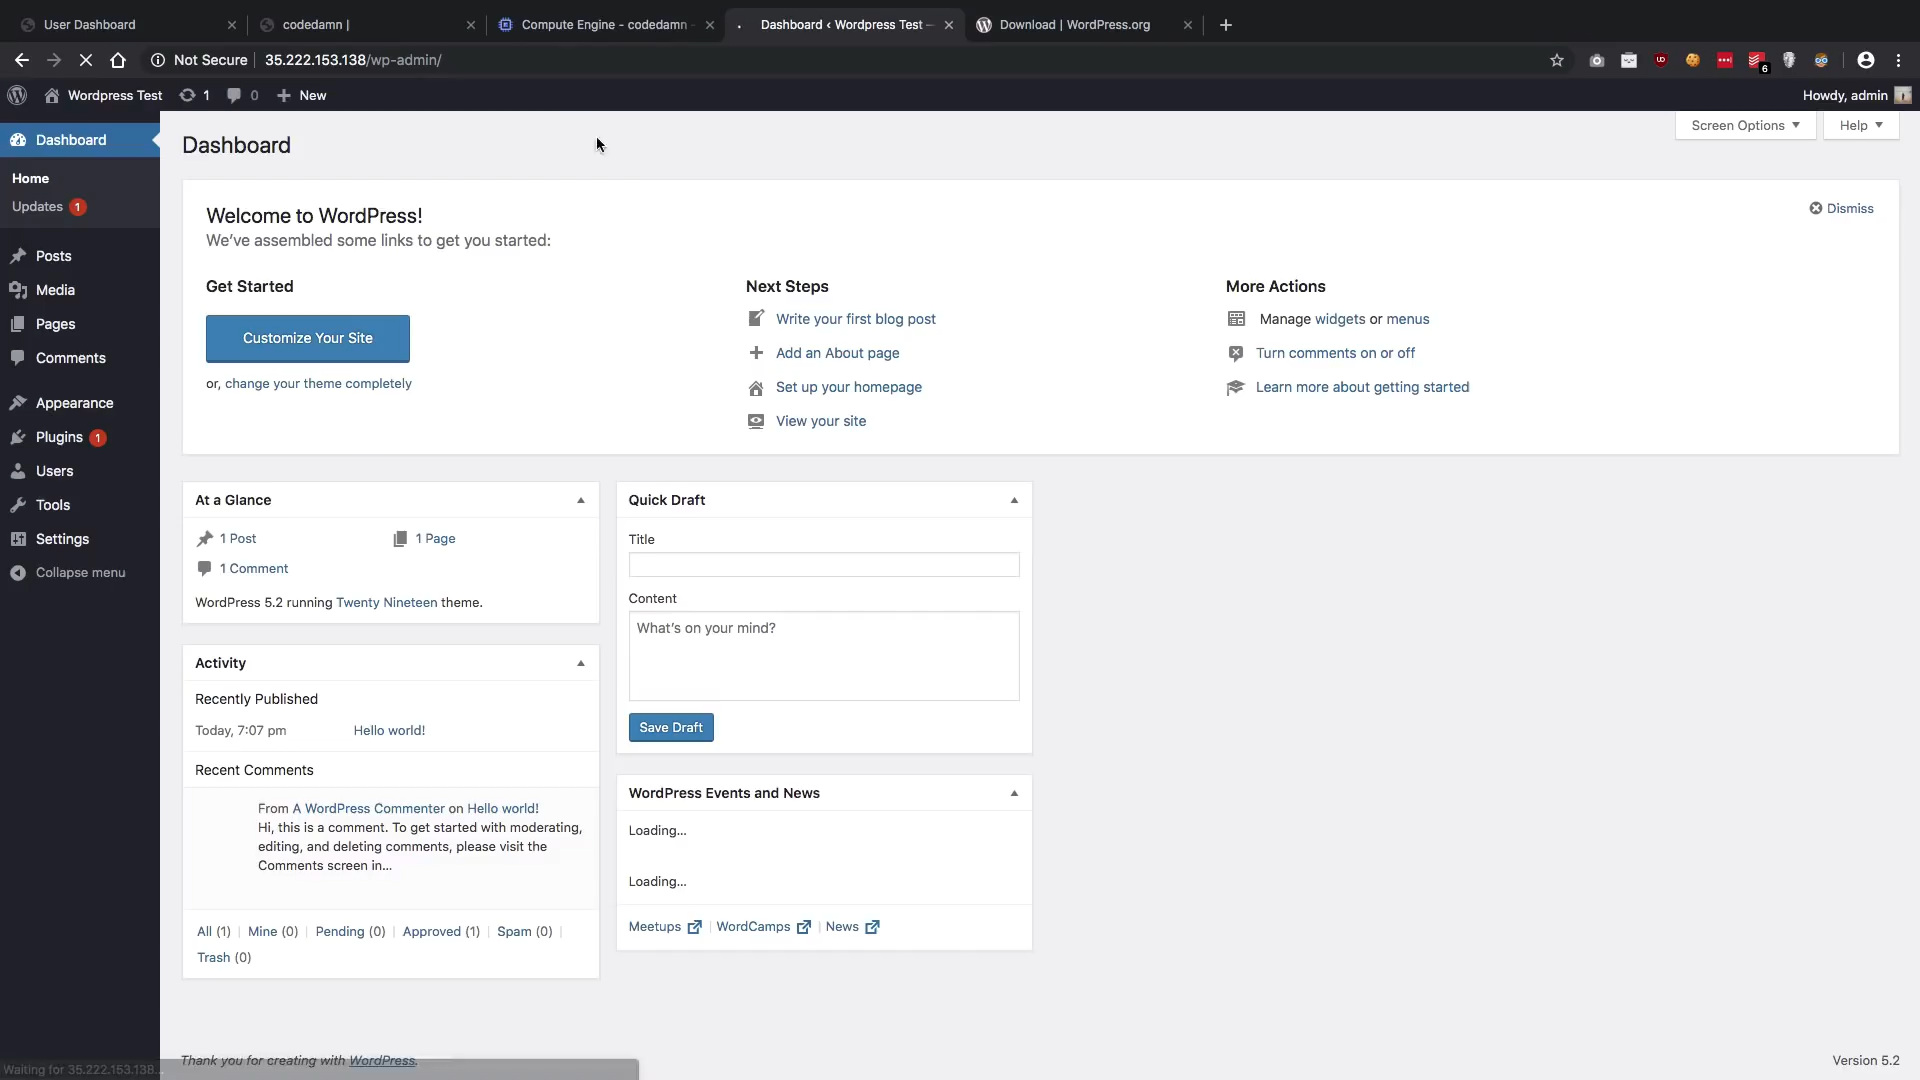 User Dashboard
codedamn |
Compute Engine - codedamn -
Dashboard ‹ Wordpress Test —
Download | WordPress.org
Not Secure
35.222.153.138/wp-admin/
6
Wordpress Test
1
0
New
Howdy, admin
Dashboard
Home
Updates 1
Posts
Media
Pages
Comments
Appearance
Plugins 1
Users
Tools
Settings
Collapse menu
Screen Options
Help
Dashboard
Welcome to WordPress!
We've assembled some links to get you started:
Dismiss
Get Started
Customize Your Site
or, change your theme completely
Next Steps
Write your first blog post
Add an About page
Set up your homepage
View your site
More Actions
Manage widgets or menus
Turn comments on or off
Learn more about getting started
At a Glance
1 Post
1 Page
1 Comment
WordPress 5.2 running Twenty Nineteen theme.
Activity
Recently Published
Today, 7:07 pm
Hello world!
Recent Comments
From A WordPress Commenter on Hello world!
Hi, this is a comment. To get started with moderating,
editing, and deleting comments, please visit the
Comments screen in...
All (1) | Mine (0) | Pending (0) | Approved (1) | Spam (0) |
Trash (0)
Quick Draft
Title
Content
What's on your mind?
Save Draft
WordPress Events and News
Loading...
Loading...
Meetups | WordCamps | News
Thank you for creating with WordPress.
Version 5.2
Waiting for 35.222.153.138...